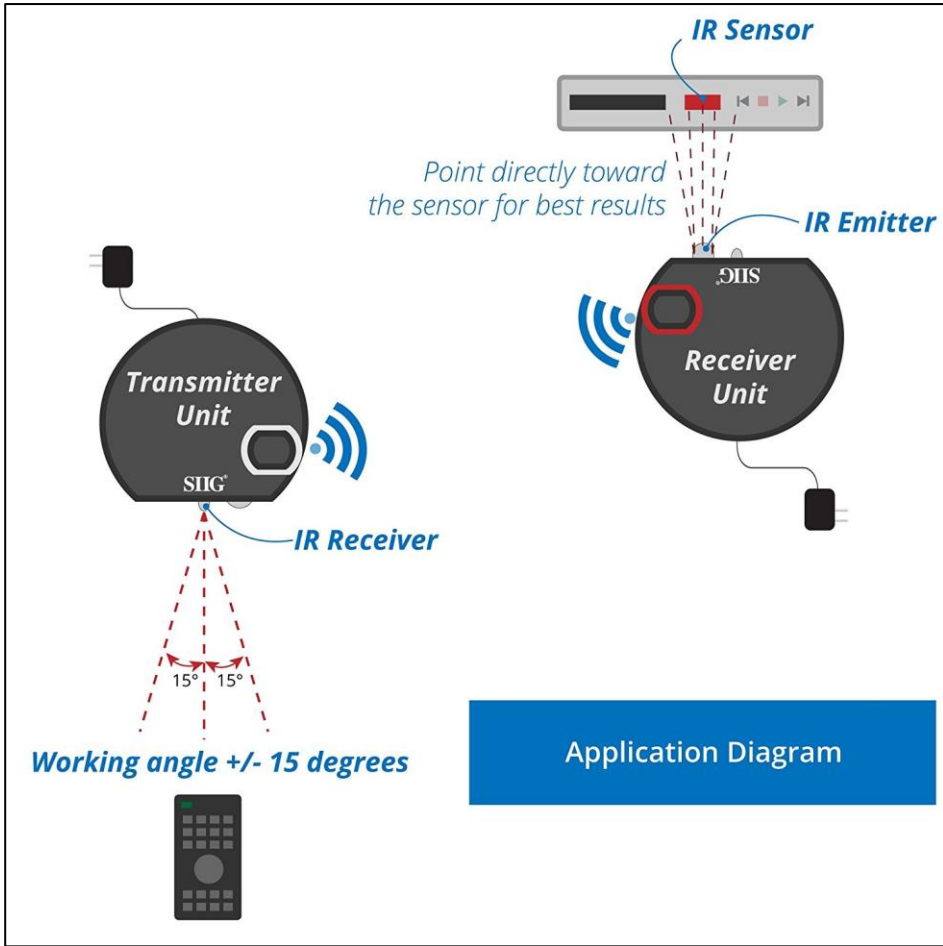 IR Sensor
Point directly toward
the sensor for best results
IR Emitter
SIIG®
Receiver
Unit
Transmitter
Unit
SIIG®
IR Receiver
15° 15°
Working angle +/- 15 degrees
Application Diagram